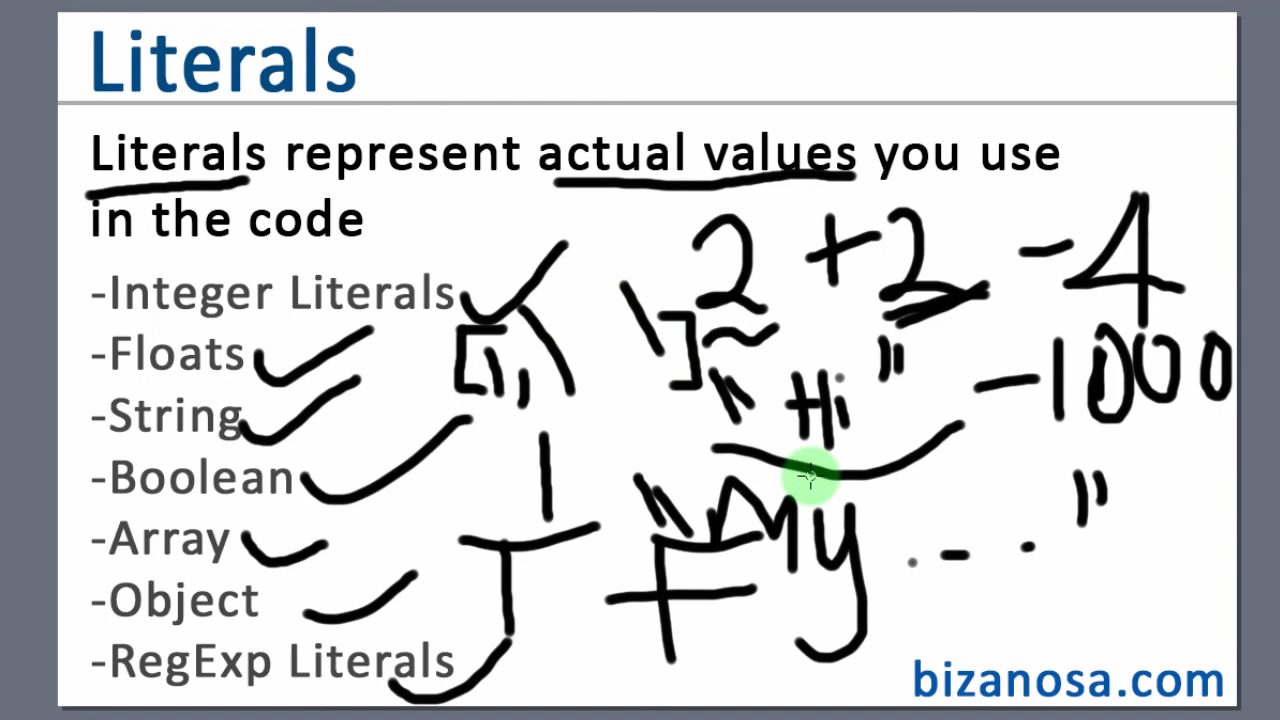 Literals
Literals represent actual values you use
in the code
2 + 2 - 4
-Integer Literals
-Floats
[ " , " ]
" Hi "
- 1000
-String
-Boolean
"My . - . "
-Array
T F
-Object
-RegExp Literals
bizanosa.com